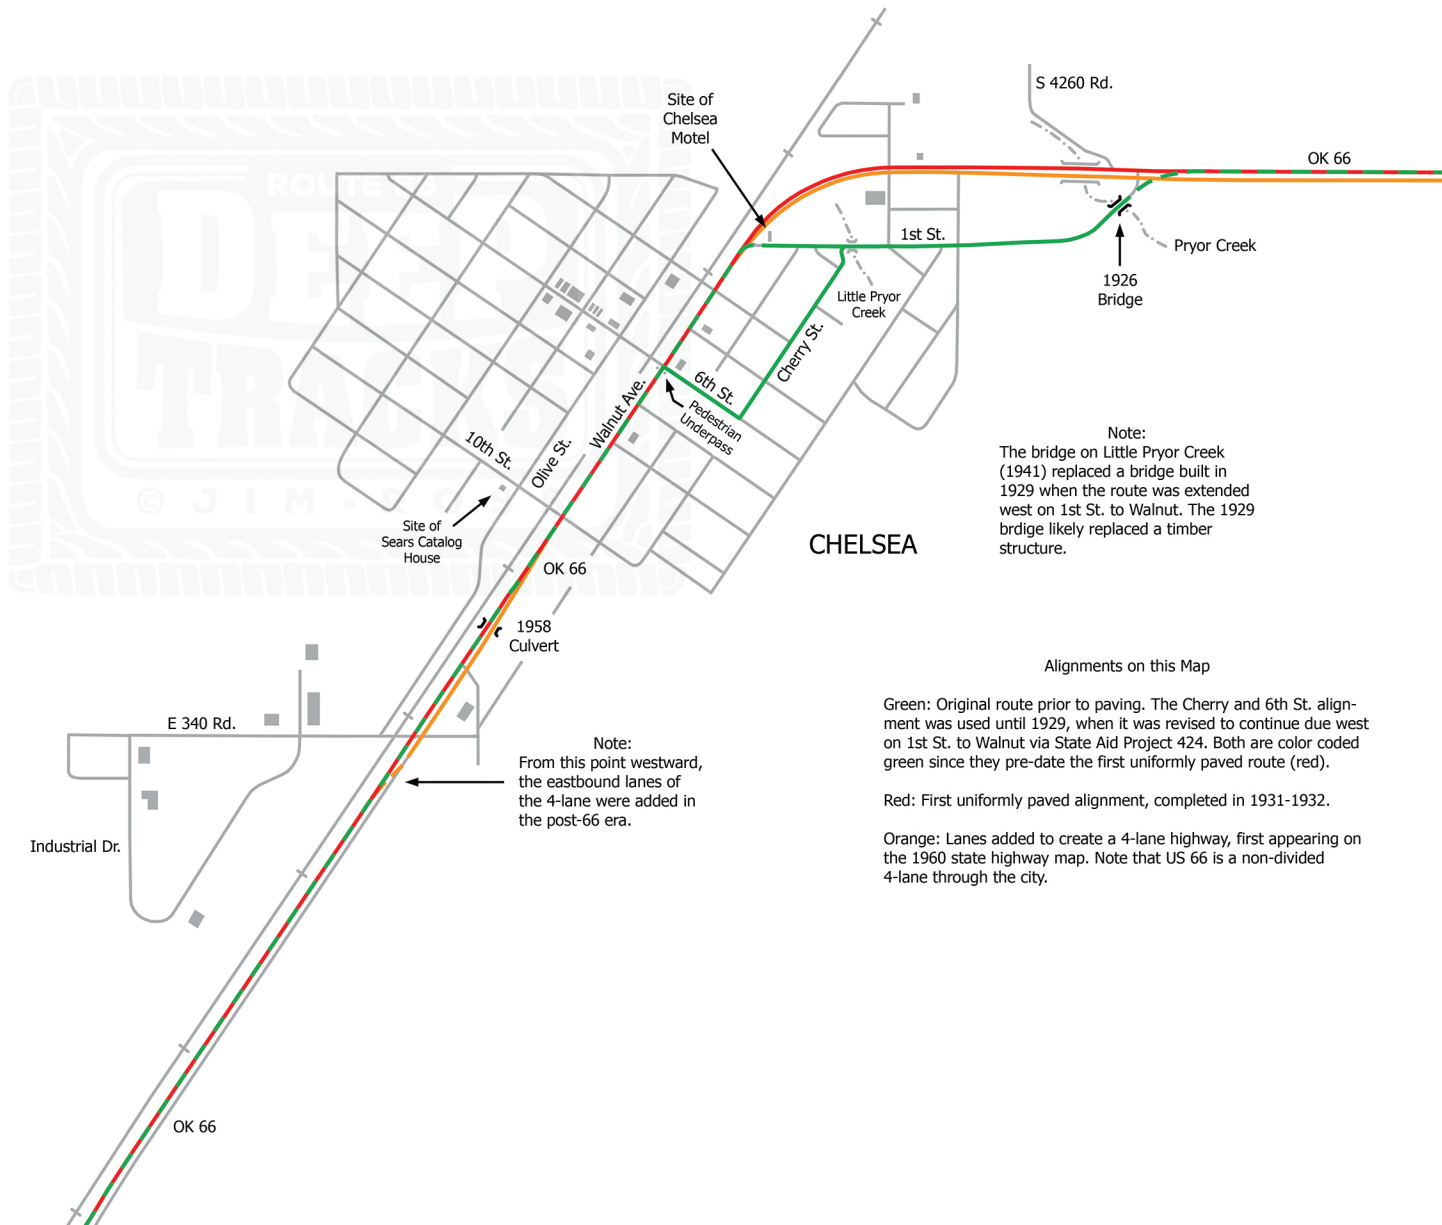 S 4260 Rd.
Site of
Chelsea
Motel
OK 66
ROUTE
DEEP
TRACKS
1st St.
Pryor Creek
1926
Bridge
Little Pryor
Creek
Cherry St.
6th St.
Walnut Ave.
Pedestrian
Underpass
10th St.
Olive St.
© JIM
Site of
Sears Catalog
House
CHELSEA
Note:
The bridge on Little Pryor Creek
(1941) replaced a bridge built in
1929 when the route was extended
west on 1st St. to Walnut. The 1929
brdige likely replaced a timber
structure.
OK 66
1958
Culvert
E 340 Rd.
Note:
From this point westward,
the eastbound lanes of
the 4-lane were added in
the post-66 era.
Industrial Dr.
OK 66
Alignments on this Map
Green: Original route prior to paving. The Cherry and 6th St. align-
ment was used until 1929, when it was revised to continue due west
on 1st St. to Walnut via State Aid Project 424. Both are color coded
green since they pre-date the first uniformly paved route (red).
Red: First uniformly paved alignment, completed in 1931-1932.
Orange: Lanes added to create a 4-lane highway, first appearing on
the 1960 state highway map. Note that US 66 is a non-divided
4-lane through the city.